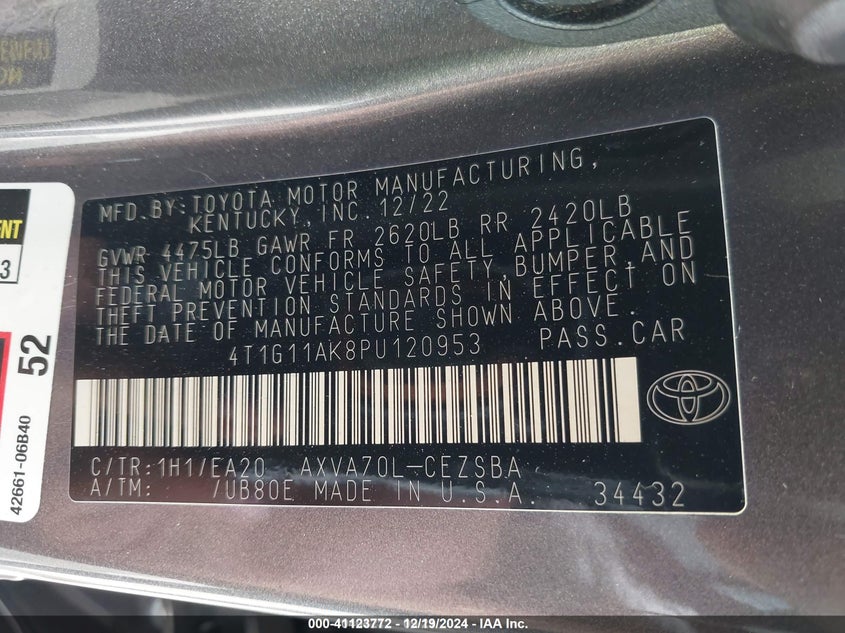 MFD.BY: TOYOTA MOTOR MANUFACTURING,
KENTUCKY, INC. 12/22
GVWR 4475LB GAWR FR 2620LB RR 2420LB
THIS VEHICLE CONFORMS TO ALL APPLICABLE
FEDERAL MOTOR VEHICLE SAFETY,BUMPER,AND
THEFT PREVENTION STANDARDS IN EFFECT ON
THE DATE OF MANUFACTURE SHOWN ABOVE.
4T1G11AK8PU120953 PASS.CAR
C/TR:1H1/EA20 AXVA70L-CEZSBA
A/TM: /UB80E MADE IN U.S.A. 34432
52
42661-06B40
000-41123772 - 12/19/2024 - IAA Inc.